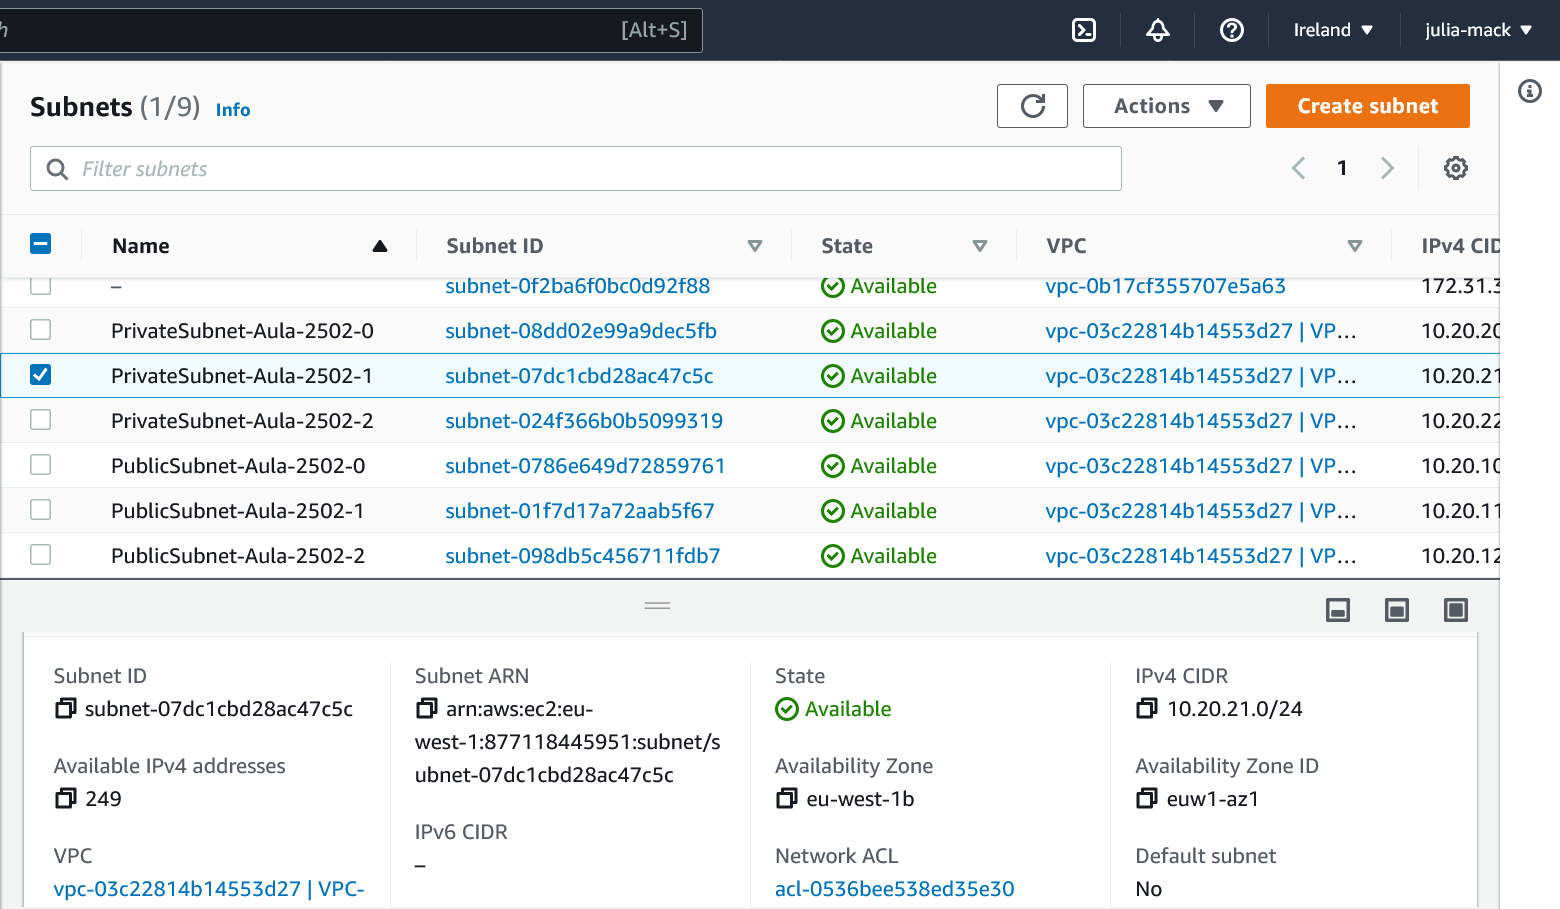 [Alt+S]
Ireland ▼
julia-mack ▼
Subnets (1/9) Info
Actions ▼
Create subnet
Filter subnets
1
Name Subnet ID State VPC IPv4 CID
– subnet-0f2ba6f0bc0d92f88 Available vpc-0b17cf355707e5a63 172.31.3
PrivateSubnet-Aula-2502-0 subnet-08dd02e99a9dec5fb Available vpc-03c22814b14553d27 | VP… 10.20.20
PrivateSubnet-Aula-2502-1 subnet-07dc1cbd28ac47c5c Available vpc-03c22814b14553d27 | VP… 10.20.21
PrivateSubnet-Aula-2502-2 subnet-024f366b0b5099319 Available vpc-03c22814b14553d27 | VP… 10.20.22
PublicSubnet-Aula-2502-0 subnet-0786e649d72859761 Available vpc-03c22814b14553d27 | VP… 10.20.10
PublicSubnet-Aula-2502-1 subnet-01f7d17a72aab5f67 Available vpc-03c22814b14553d27 | VP… 10.20.11
PublicSubnet-Aula-2502-2 subnet-098db5c456711fdb7 Available vpc-03c22814b14553d27 | VP… 10.20.12
Subnet ID
subnet-07dc1cbd28ac47c5c
Available IPv4 addresses
249
VPC
vpc-03c22814b14553d27 | VPC-
Subnet ARN
arn:aws:ec2:eu-
west-1:877118445951:subnet/s
ubnet-07dc1cbd28ac47c5c
IPv6 CIDR
–
State
Available
Availability Zone
eu-west-1b
Network ACL
acl-0536bee538ed35e30
IPv4 CIDR
10.20.21.0/24
Availability Zone ID
euw1-az1
Default subnet
No